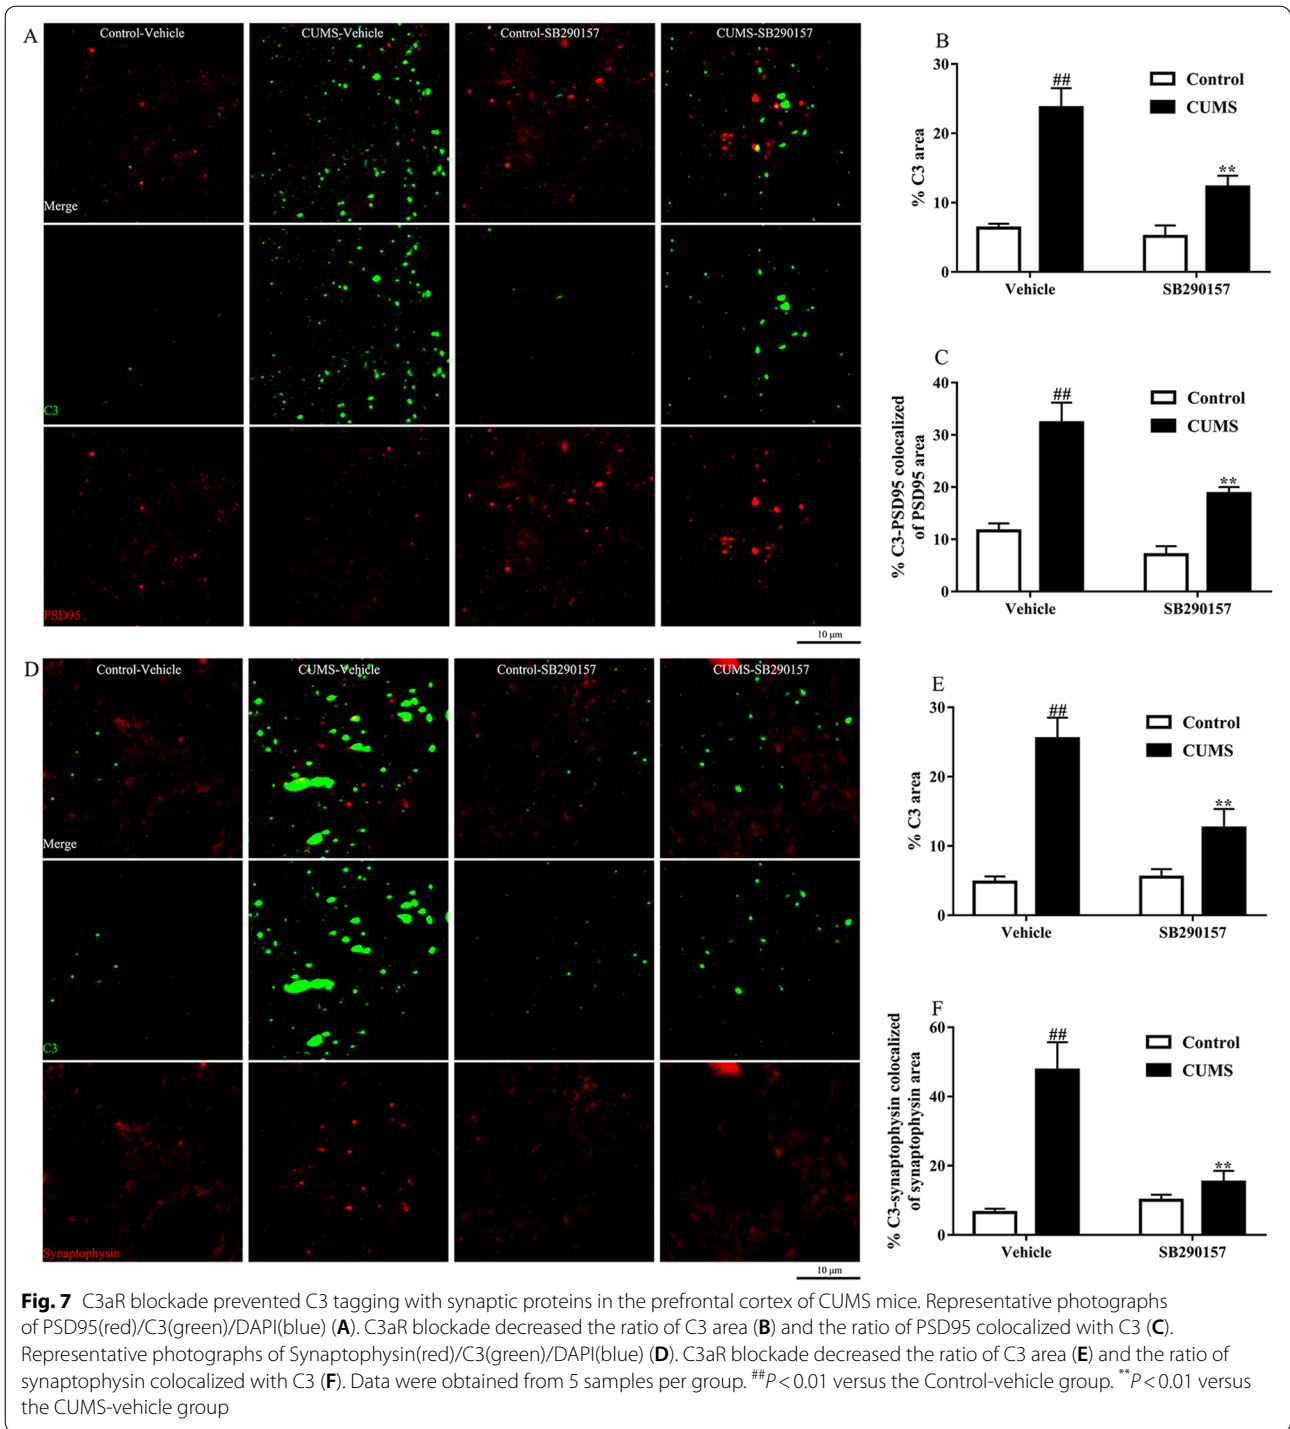 A
Control-Vehicle
CUMS-Vehicle
Control-SB290157
CUMS-SB290157
Merge
C3
PSD95
10 μm
B
% C3 area
30
20
10
0
##
**
Control
CUMS
Vehicle
SB290157
C
% C3-PSD95 colocalized
of PSD95 area
40
30
20
10
0
##
**
Control
CUMS
Vehicle
SB290157
D
Control-Vehicle
CUMS-Vehicle
Control-SB290157
CUMS-SB290157
Merge
C3
Synaptophysin
10 μm
E
% C3 area
30
20
10
0
##
**
Control
CUMS
Vehicle
SB290157
F
% C3-synaptophysin colocalized
of synaptophysin area
60
40
20
0
##
**
Control
CUMS
Vehicle
SB290157
Fig. 7 C3aR blockade prevented C3 tagging with synaptic proteins in the prefrontal cortex of CUMS mice. Representative photographs
of PSD95(red)/C3(green)/DAPI(blue) (A). C3aR blockade decreased the ratio of C3 area (B) and the ratio of PSD95 colocalized with C3 (C).
Representative photographs of Synaptophysin(red)/C3(green)/DAPI(blue) (D). C3aR blockade decreased the ratio of C3 area (E) and the ratio of
synaptophysin colocalized with C3 (F). Data were obtained from 5 samples per group. ##P < 0.01 versus the Control-vehicle group. **P < 0.01 versus
the CUMS-vehicle group